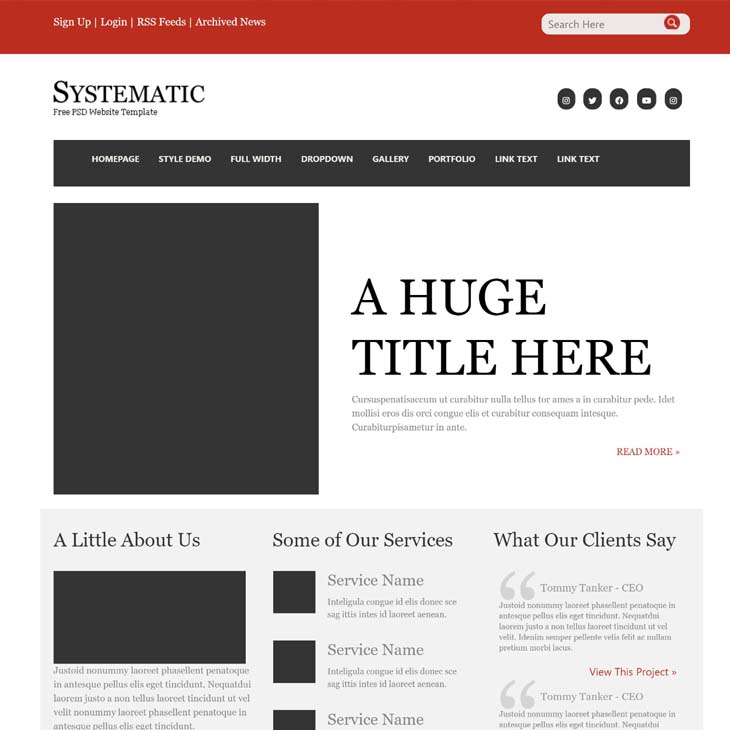 Sign Up | Login | RSS Feeds | Archived News
Search Here
SYSTEMATIC
Free PSD Website Template
HOMEPAGE STYLE DEMO FULL WIDTH DROPDOWN GALLERY PORTFOLIO LINK TEXT LINK TEXT
A HUGE
TITLE HERE
Cursuspenatisaccum ut curabitur nulla tellus tor ames a in curabitur pede. Idet
mollisi eros dis orci congue elis et curabitur consequam intesque.
Curabiturpisametur in ante.
READ MORE »
A Little About Us
Justoid nonummy laoreet phasellent penatoque
in antesque pellus elis eget tincidunt. Nequatdui
laorem justo a non tellus laoreet tincidunt ut vel
velit nonummy laoreet phasellent penatoque in
antesque pellus elis eget tincidunt.
Some of Our Services
Service Name
Inteligula congue id elis donec sce
sag ittis intes id laoreet aenean.
Service Name
Inteligula congue id elis donec sce
sag ittis intes id laoreet aenean.
Service Name
What Our Clients Say
Tommy Tanker - CEO
Justoid nonummy laoreet phasellent penatoque in
antesque pellus elis eget tincidunt. Nequatdui
laorem justo a non tellus laoreet tincidunt ut vel
velit. Idenim semper pellente velis felit ac nullam
pretium morbi lacus.
View This Project »
Tommy Tanker - CEO
Justoid nonummy laoreet phasellent penatoque in